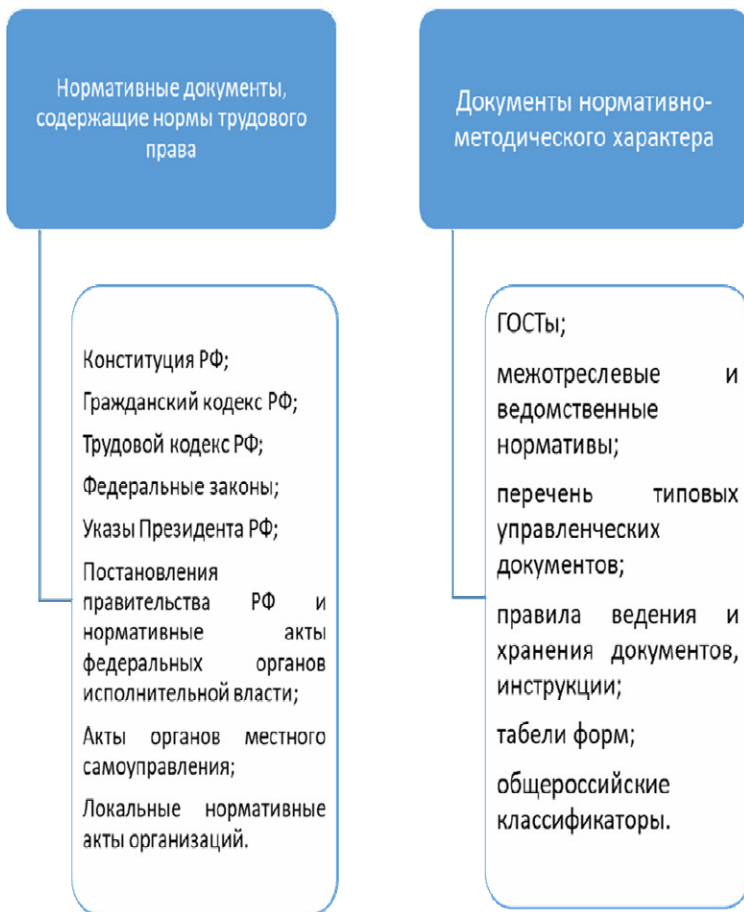 Нормативные документы,
содержащие нормы трудового
права
Конституция РФ;
Гражданский кодекс РФ;
Трудовой кодекс РФ;
Федеральные законы;
Указы Президента РФ;
Постановления
правительства РФ и
нормативные акты
федеральных органов
исполнительной власти;
Акты органов местного
самоуправления;
Локальные нормативные
акты организаций.
Документы нормативно-
методического характера
ГОСТы;
межотреслевые и
ведомственные
нормативы;
перечень типовых
управленческих
документов;
правила ведения и
хранения документов,
инструкции;
табели форм;
общероссийские
классификаторы.